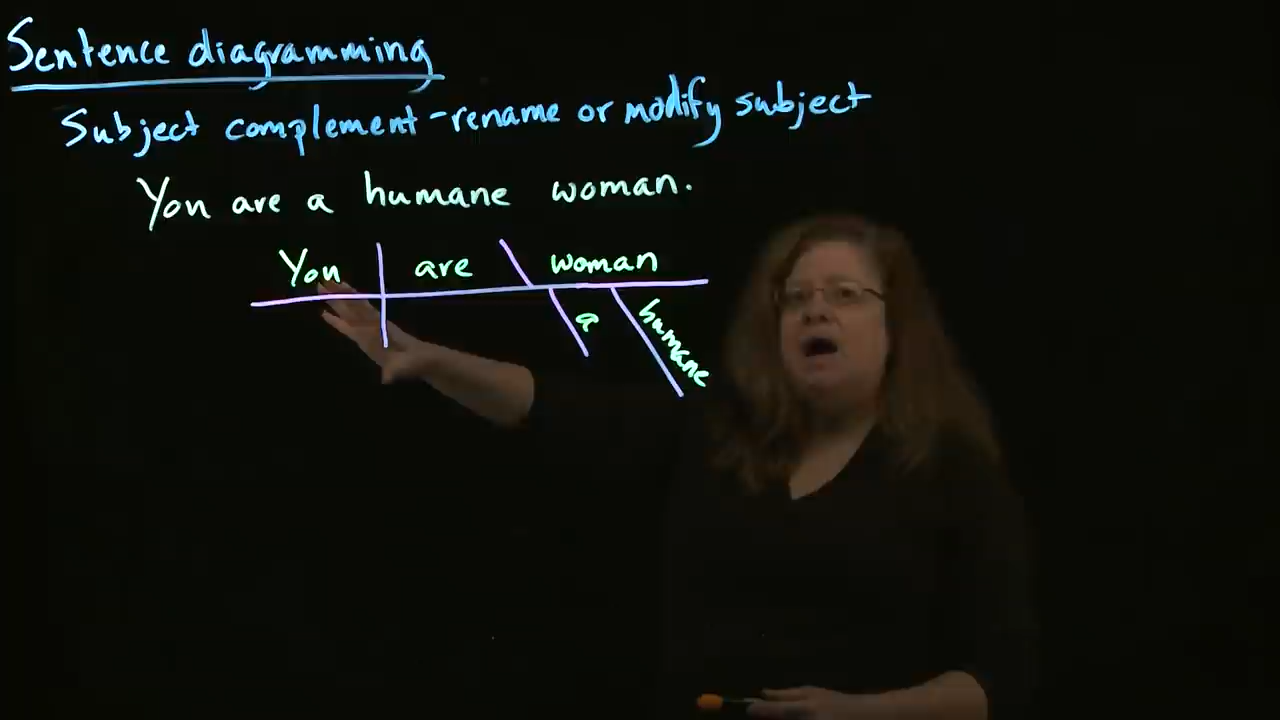 Sentence diagramming
Subject complement - rename or modify subject
You are a humane woman.
You are woman
a humane